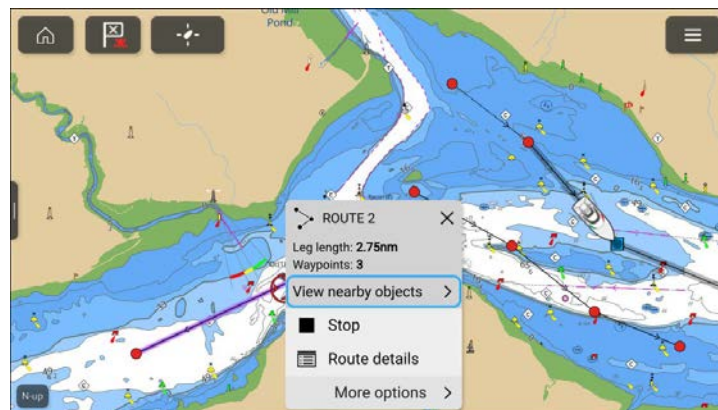 Old Mill
Pond
ROUTE 2
Leg length: 2.75nm
Waypoints: 3
View nearby objects
Stop
Route details
More options
N-up